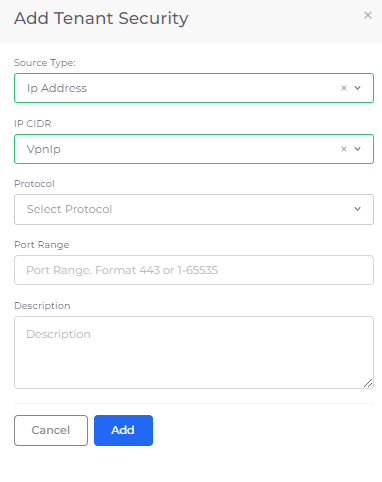 Add Tenant Security
Source Type:
Ip Address
IP CIDR
VpnIp
Protocol
Select Protocol
Port Range
Port Range. Format 443 or 1-65535
Description
Description
Cancel Add